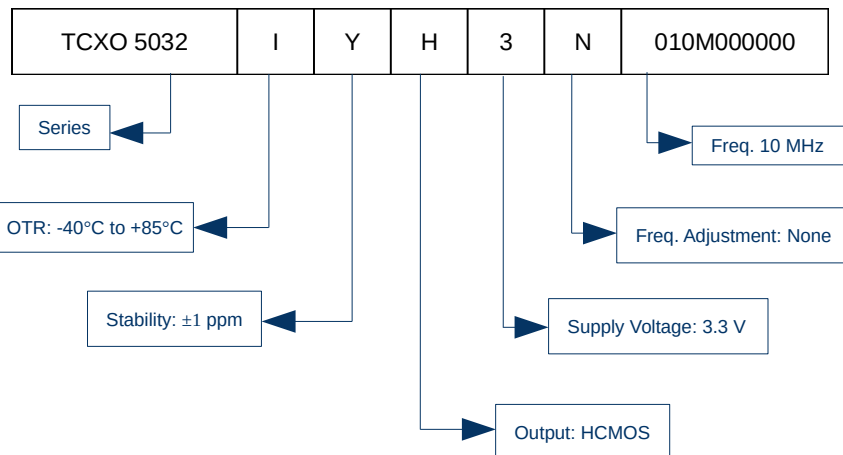 TCXO 5032 I Y H 3 N 010M000000
Series
Freq. 10 MHz
OTR: -40°C to +85°C
Freq. Adjustment: None
Stability: ±1 ppm
Supply Voltage: 3.3 V
Output: HCMOS